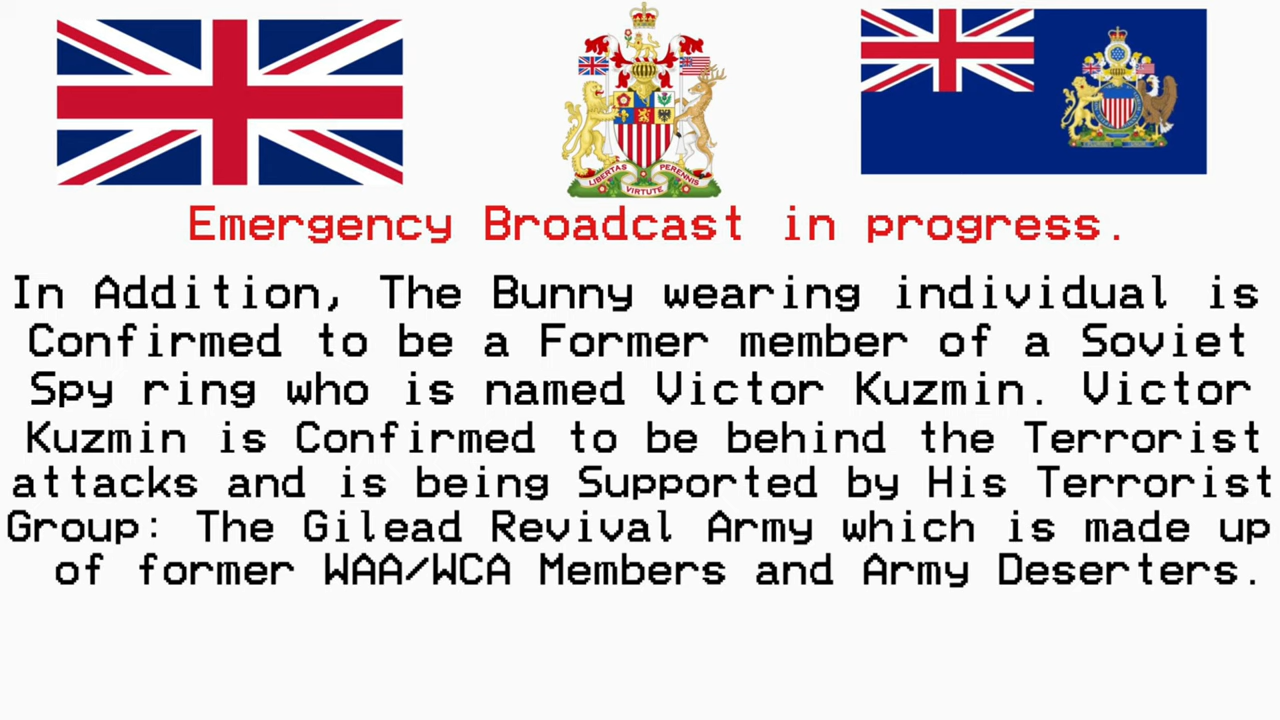 LIBERTAS PERENNIS
VIRTUTE
Emergency Broadcast in progress.
In Addition, The Bunny wearing individual is
Confirmed to be a Former member of a Soviet
Spy ring who is named Victor Kuzmin. Victor
Kuzmin is Confirmed to be behind the Terrorist
attacks and is being Supported by His Terrorist
Group: The Gilead Revival Army which is made up
of former WAA/WCA Members and Army Deserters.